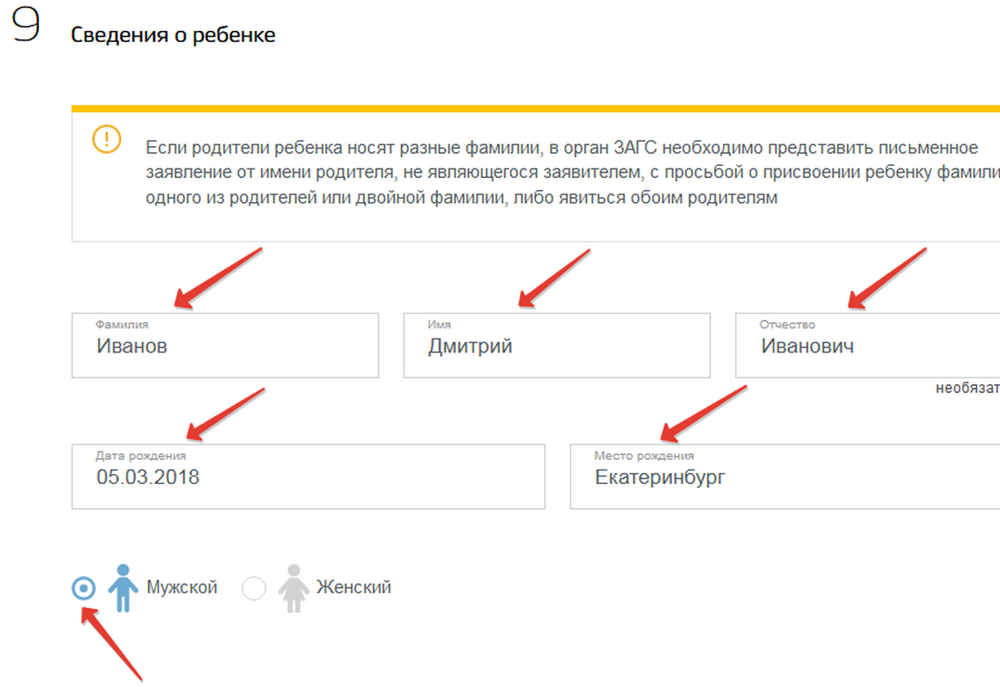 9
Сведения о ребенке
Если родители ребенка носят разные фамилии, в орган ЗАГС необходимо представить письменное
заявление от имени родителя, не являющегося заявителем, с просьбой о присвоении ребенку фамили
одного из родителей или двойной фамилии, либо явиться обоим родителям
Фамилия
Иванов
Имя
Дмитрий
Отчество
Иванович
необязат
Дата рождения
05.03.2018
Место рождения
Екатеринбург
Мужской
Женский